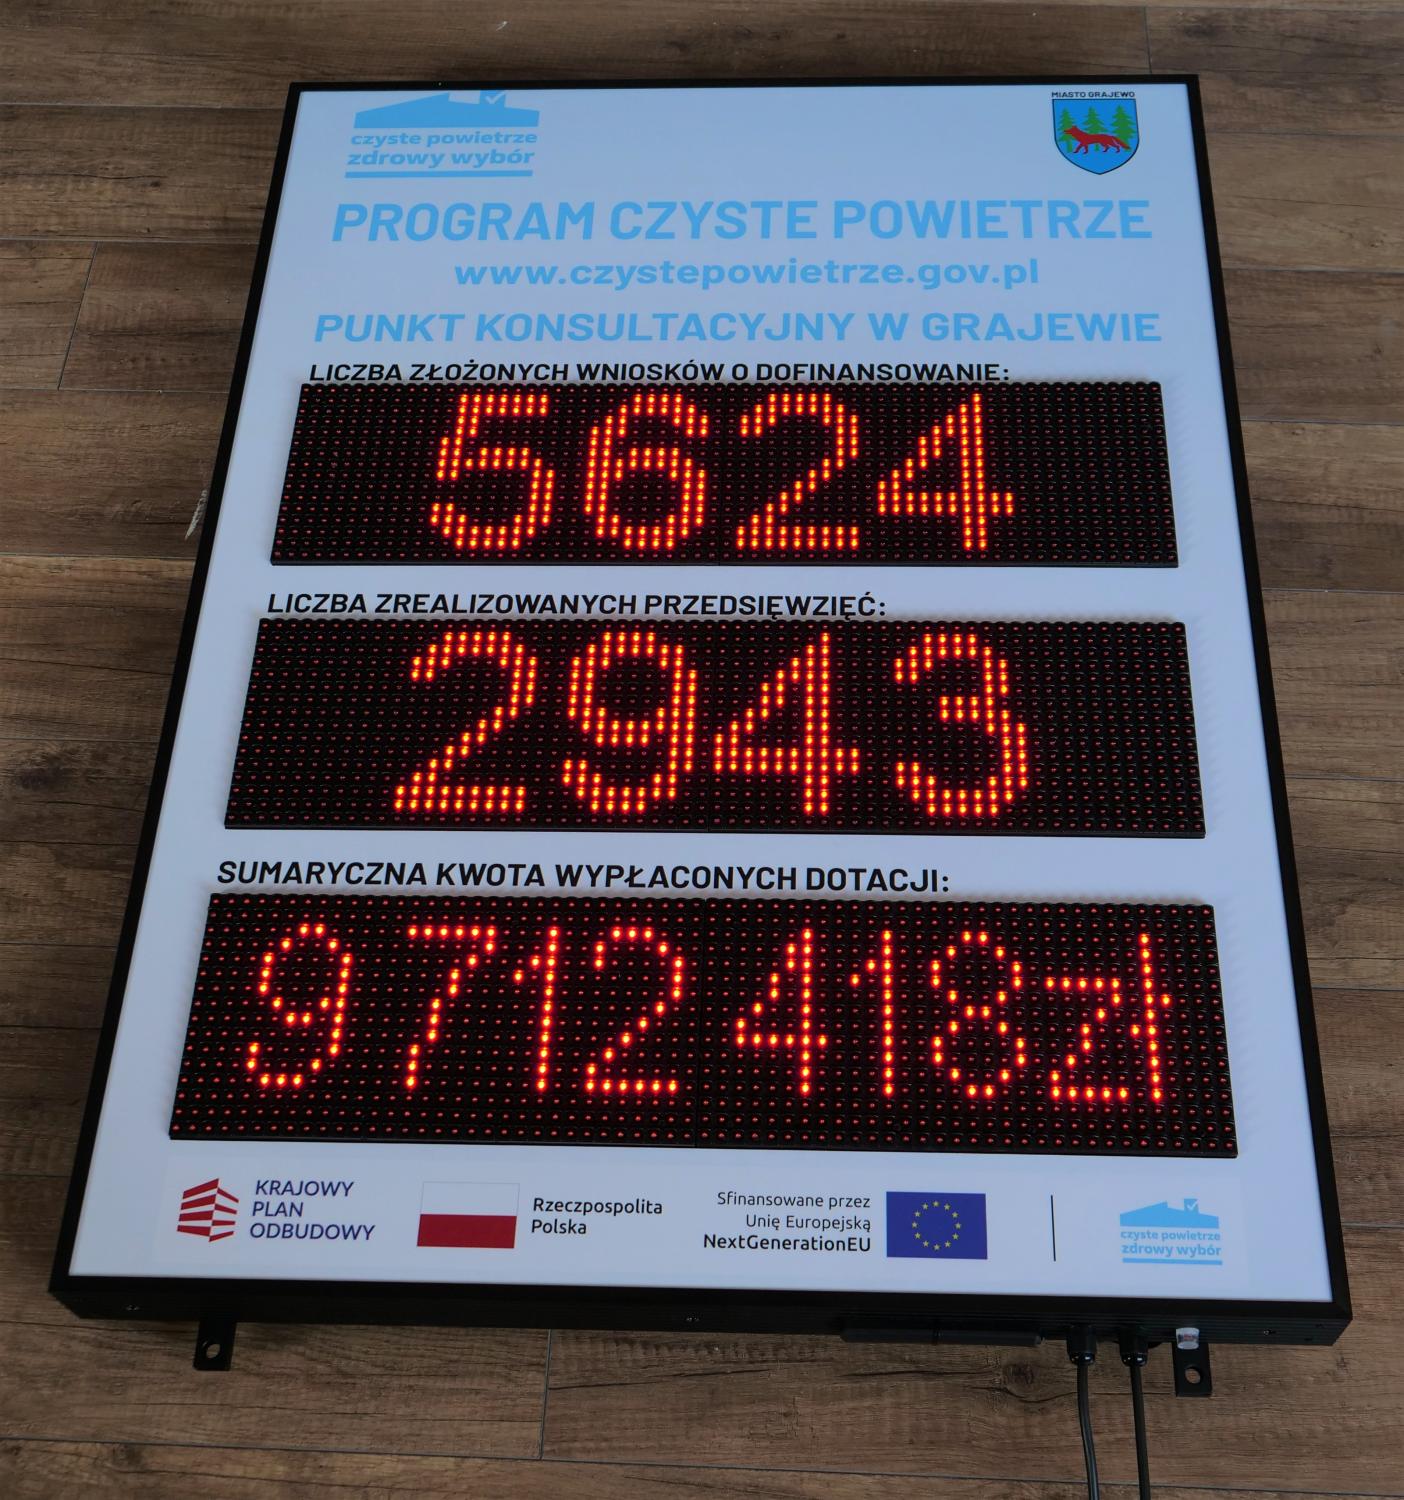 czyste powietrze
zdrowy wybór
MIASTO GRAJEWO
PROGRAM CZYSTE POWIETRZE
www.czystepowietrze.gov.pl
PUNKT KONSULTACYJNY W GRAJEWIE
LICZBA ZŁOŻONYCH WNIOSKÓW O DOFINANSOWANIE:
5624
LICZBA ZREALIZOWANYCH PRZEDSIĘWZIĘĆ:
2943
SUMARYCZNA KWOTA WYPŁACONYCH DOTACJI:
9712418zł
KRAJOWY
PLAN
ODBUDOWY
Rzeczpospolita
Polska
Sfinansowane przez
Unię Europejską
NextGenerationEU
czyste powietrze
zdrowy wybór